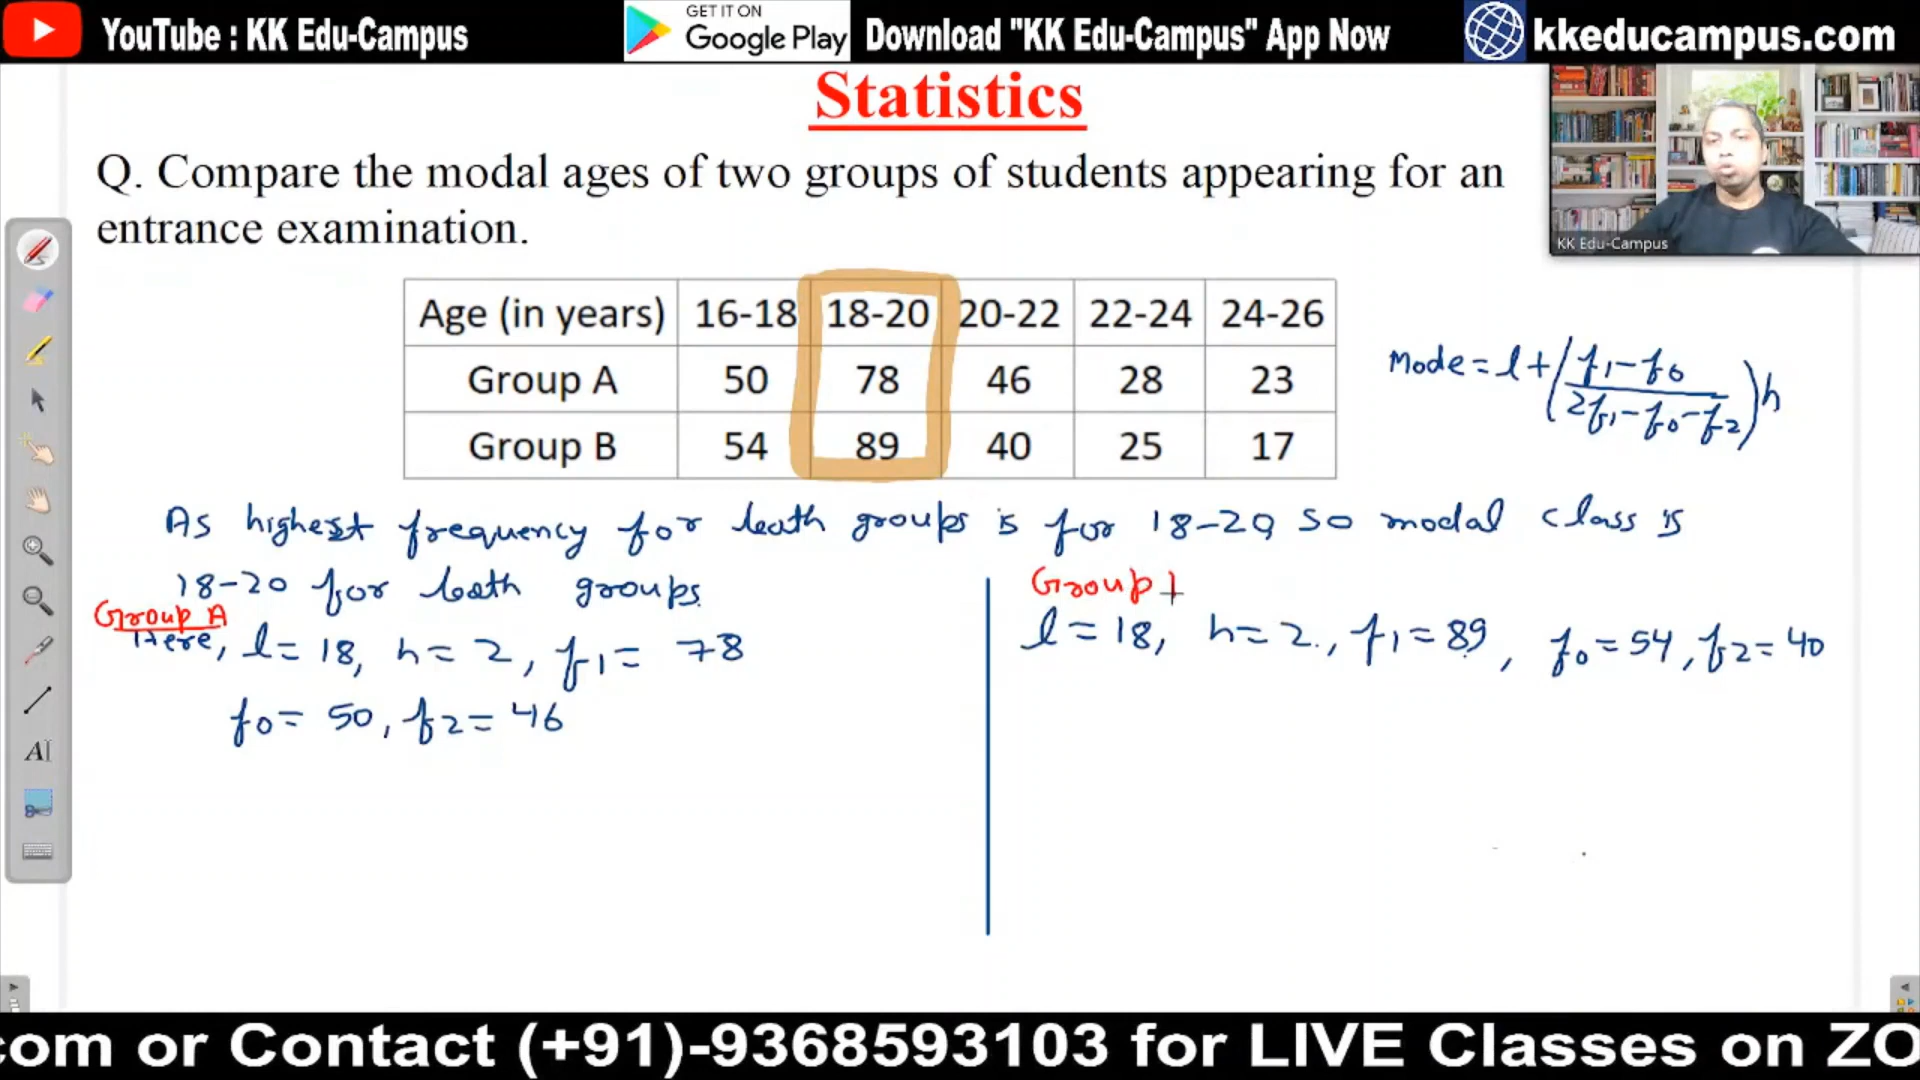 YouTube : KK Edu-Campus
GET IT ON
Google Play
Download "KK Edu-Campus" App Now
kkeducampus.com
Statistics
Q. Compare the modal ages of two groups of students appearing for an
entrance examination.
KK Edu-Campus
Age (in years) 16-18 18-20 20-22 22-24 24-26
Group A 50 78 46 28 23
Group B 54 89 40 25 17
Mode = l + (f1 - f0 / 2f1 - f0 - f2) h
As highest frequency for both groups is for 18-20 so modal class is
18-20 for both groups.
Group A
Here, l = 18, h = 2, f1 = 78
f0 = 50, f2 = 46
Group
l = 18, h = 2, f1 = 89, f0 = 54, f2 = 40
A
com or Contact (+91)-9368593103 for LIVE Classes on ZO